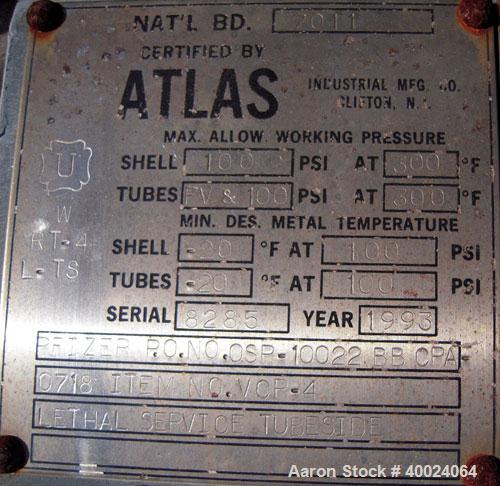 NAT'L BD. 2011
CERTIFIED BY
ATLAS INDUSTRIAL MFG. CO.
CLIFTON, N.J.
MAX. ALLOW. WORKING PRESSURE
U SHELL 100 PSI AT 300 °F
TUBES FV & 100 PSI AT 300 °F
W
MIN. DES. METAL TEMPERATURE
RT-4 SHELL -20 °F AT 100 PSI
L-TS
TUBES -20 °F AT 100 PSI
SERIAL 8285 YEAR 1993
PFIZER P.O. NO. OSP-10022 BB CPA-
0718 ITEM NO. VCP-4
LETHAL SERVICE TUBESIDE
Aaron Stock # 40024064